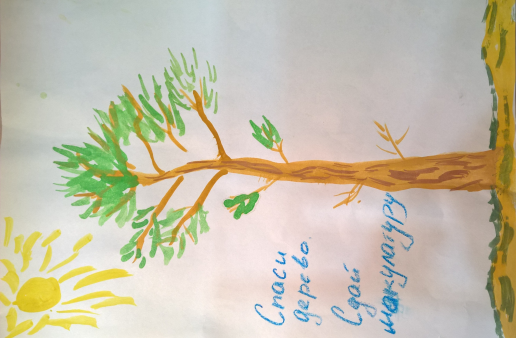 Спаси
дерево.
Сдай
макулатуру